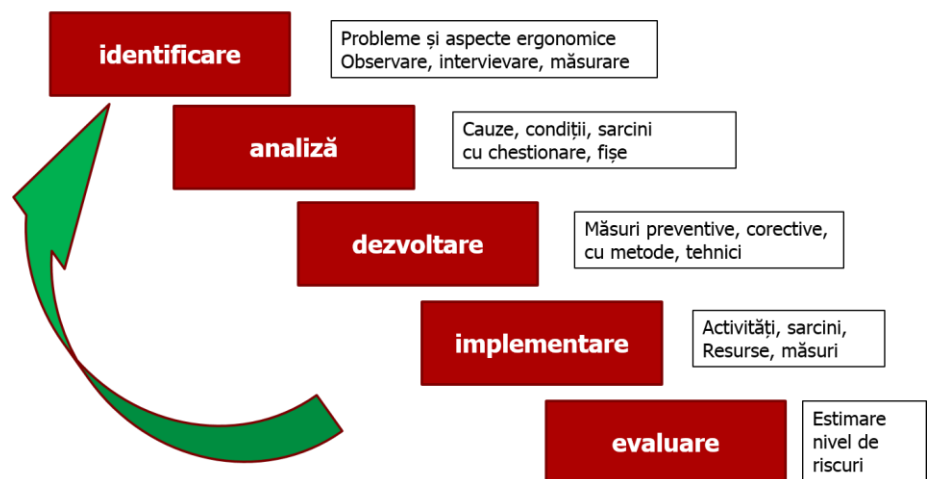 identificare
Probleme și aspecte ergonomice
Observare, intervievare, măsurare
analiză
Cauze, condiții, sarcini
cu chestionare, fișe
dezvoltare
Măsuri preventive, corective,
cu metode, tehnici
implementare
Activități, sarcini,
Resurse, măsuri
evaluare
Estimare
nivel de
riscuri